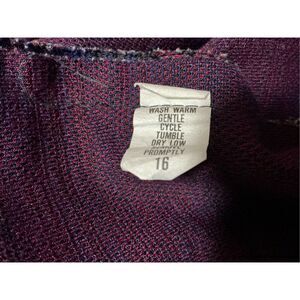 WASH WARM
GENTLE
CYCLE
TUMBLE
DRY LOW
PROMPTLY
16